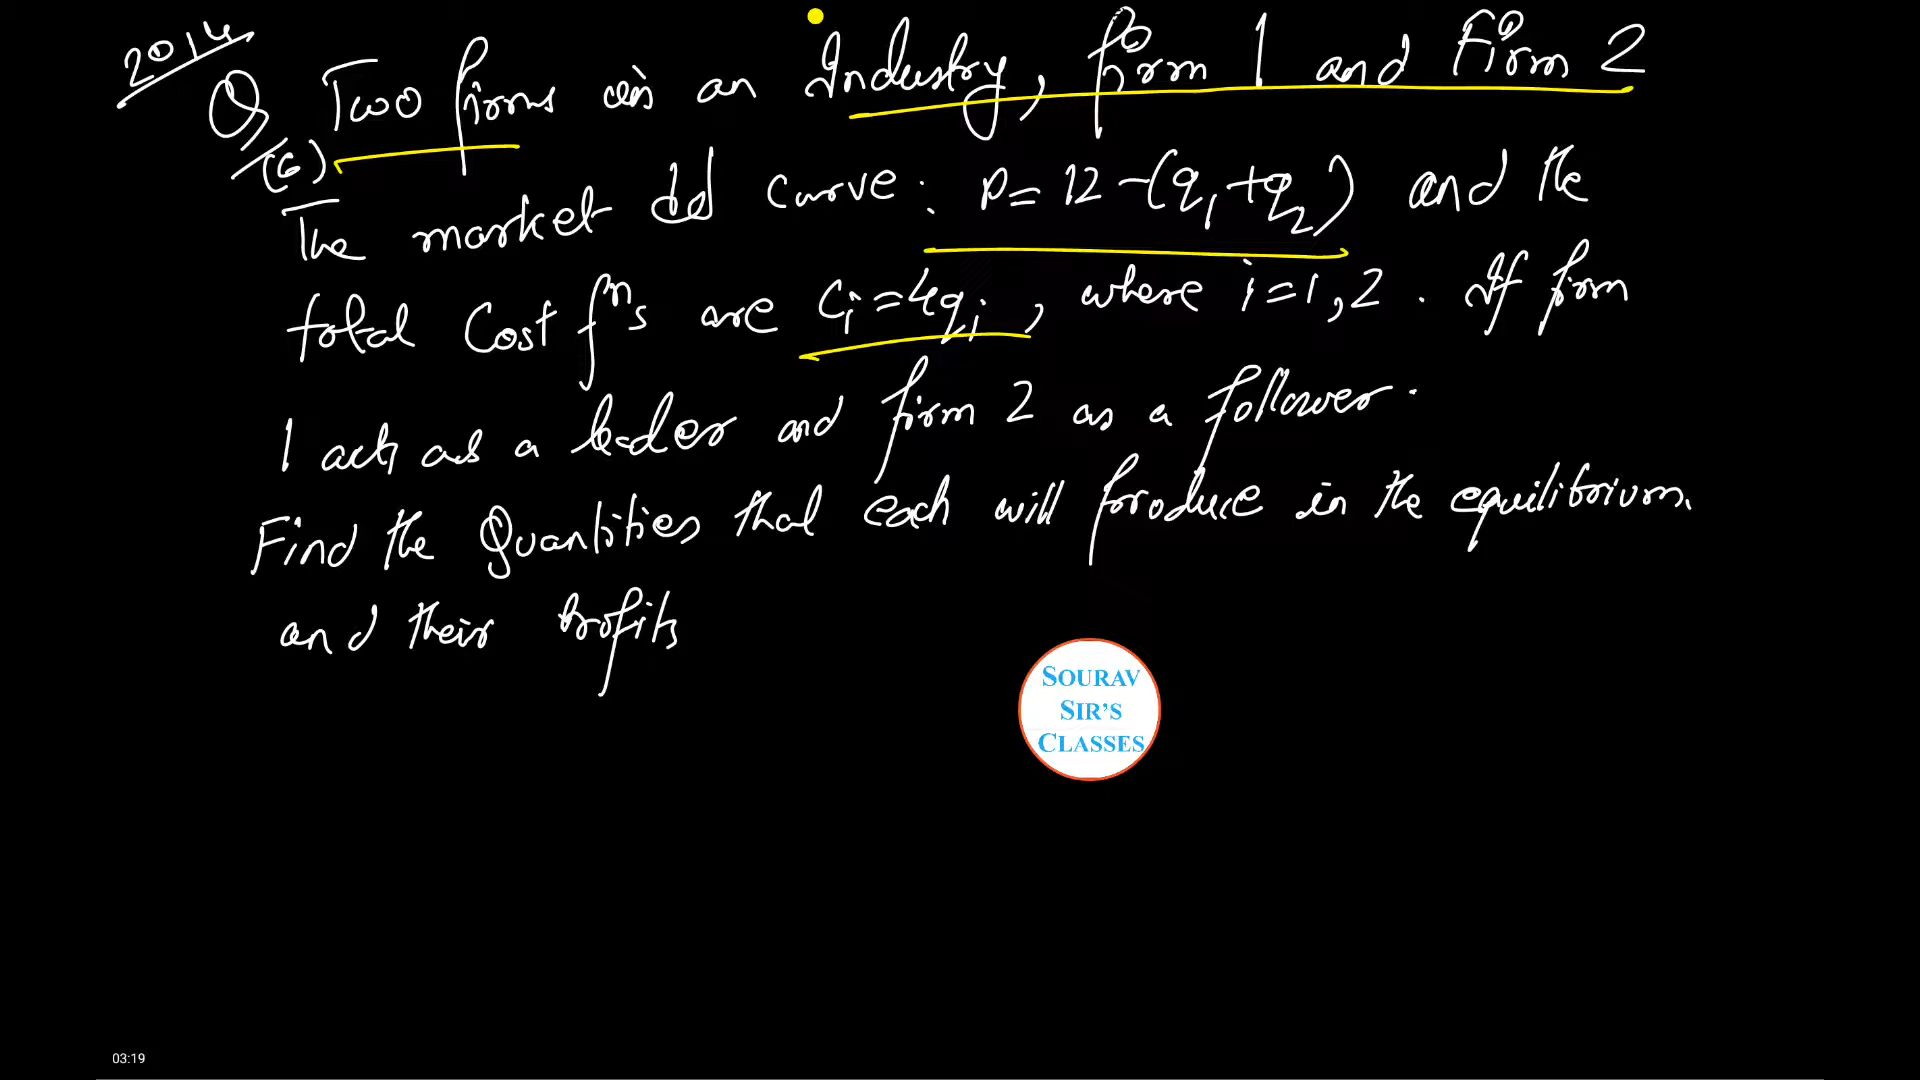 2014
Q Two firms in an Industry, firm 1 and Firm 2
(6)
The market dd curve: P = 12 - (q₁ + q₂) and the
total Cost fⁿs are Cᵢ = 4qᵢ, where i = 1, 2. If firm
1 acts as a leader and firm 2 as a follower.
Find the Quantities that each will produce in the equilibrium.
and their profits
SOURAV
SIR'S
CLASSES
03:19